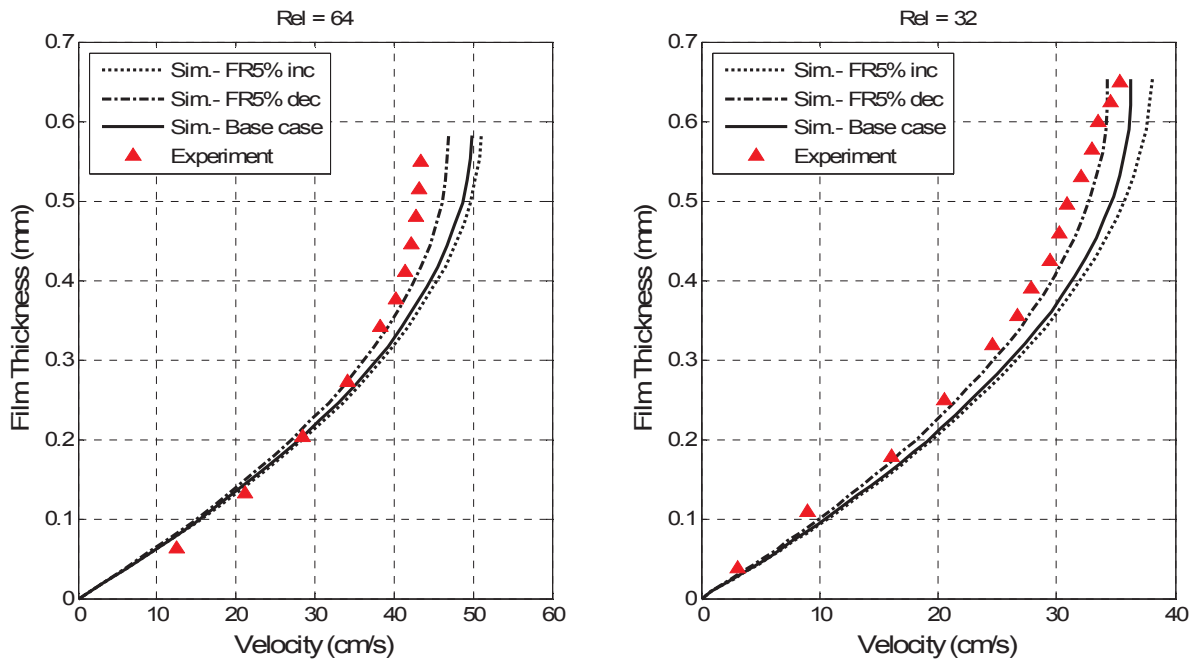 Rel = 64
0.7
0.6
0.5
0.4
0.3
0.2
0.1
0
Film Thickness (mm)
Sim.- FR5% inc
Sim.- FR5% dec
Sim.- Base case
Experiment
0 10 20 30 40 50 60
Velocity (cm/s)
Rel = 32
0.7
0.6
0.5
0.4
0.3
0.2
0.1
0
Film Thickness (mm)
Sim.- FR5% inc
Sim.- FR5% dec
Sim.- Base case
Experiment
0 10 20 30 40
Velocity (cm/s)